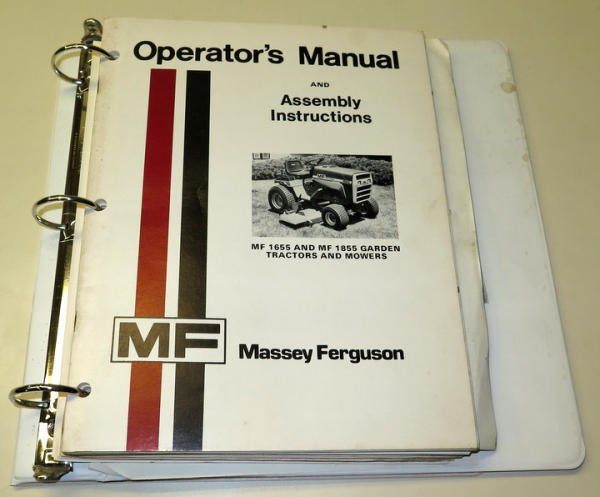 Operator's Manual
AND
Assembly
Instructions
MF 1655 AND MF 1855 GARDEN
TRACTORS AND MOWERS
MF
Massey Ferguson